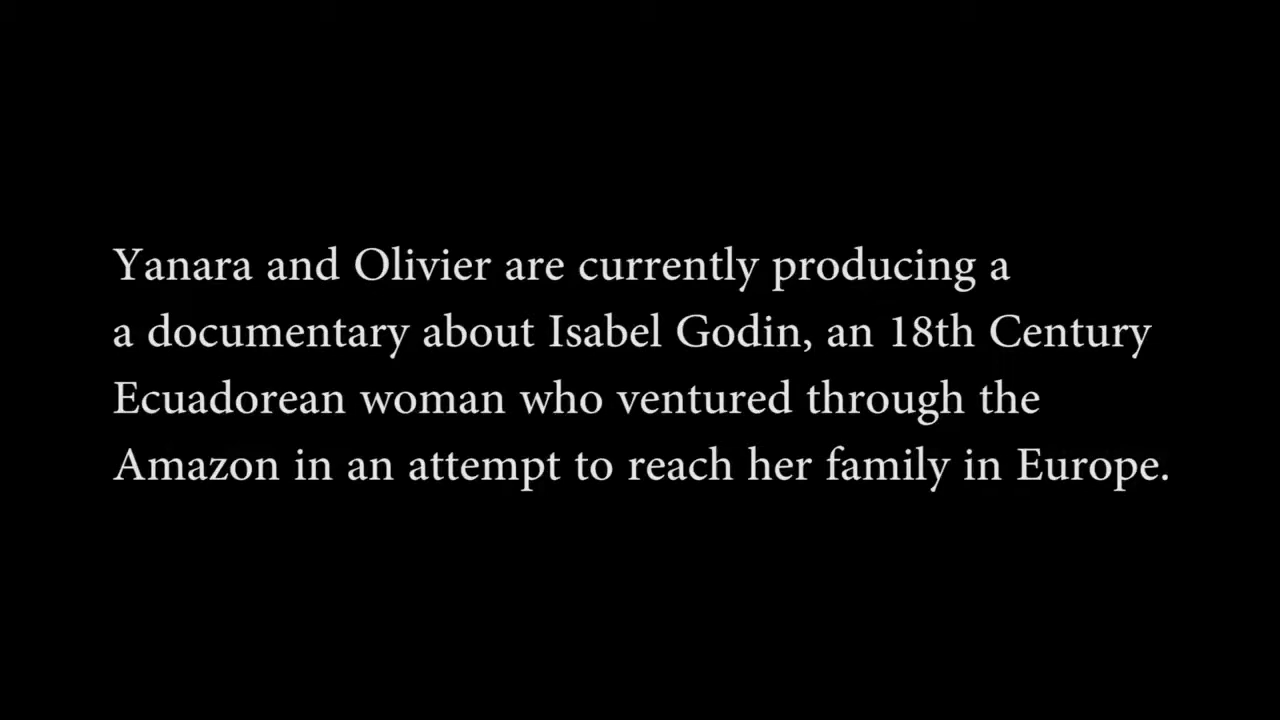 Yanara and Olivier are currently producing a
a documentary about Isabel Godin, an 18th Century
Ecuadorean woman who ventured through the
Amazon in an attempt to reach her family in Europe.